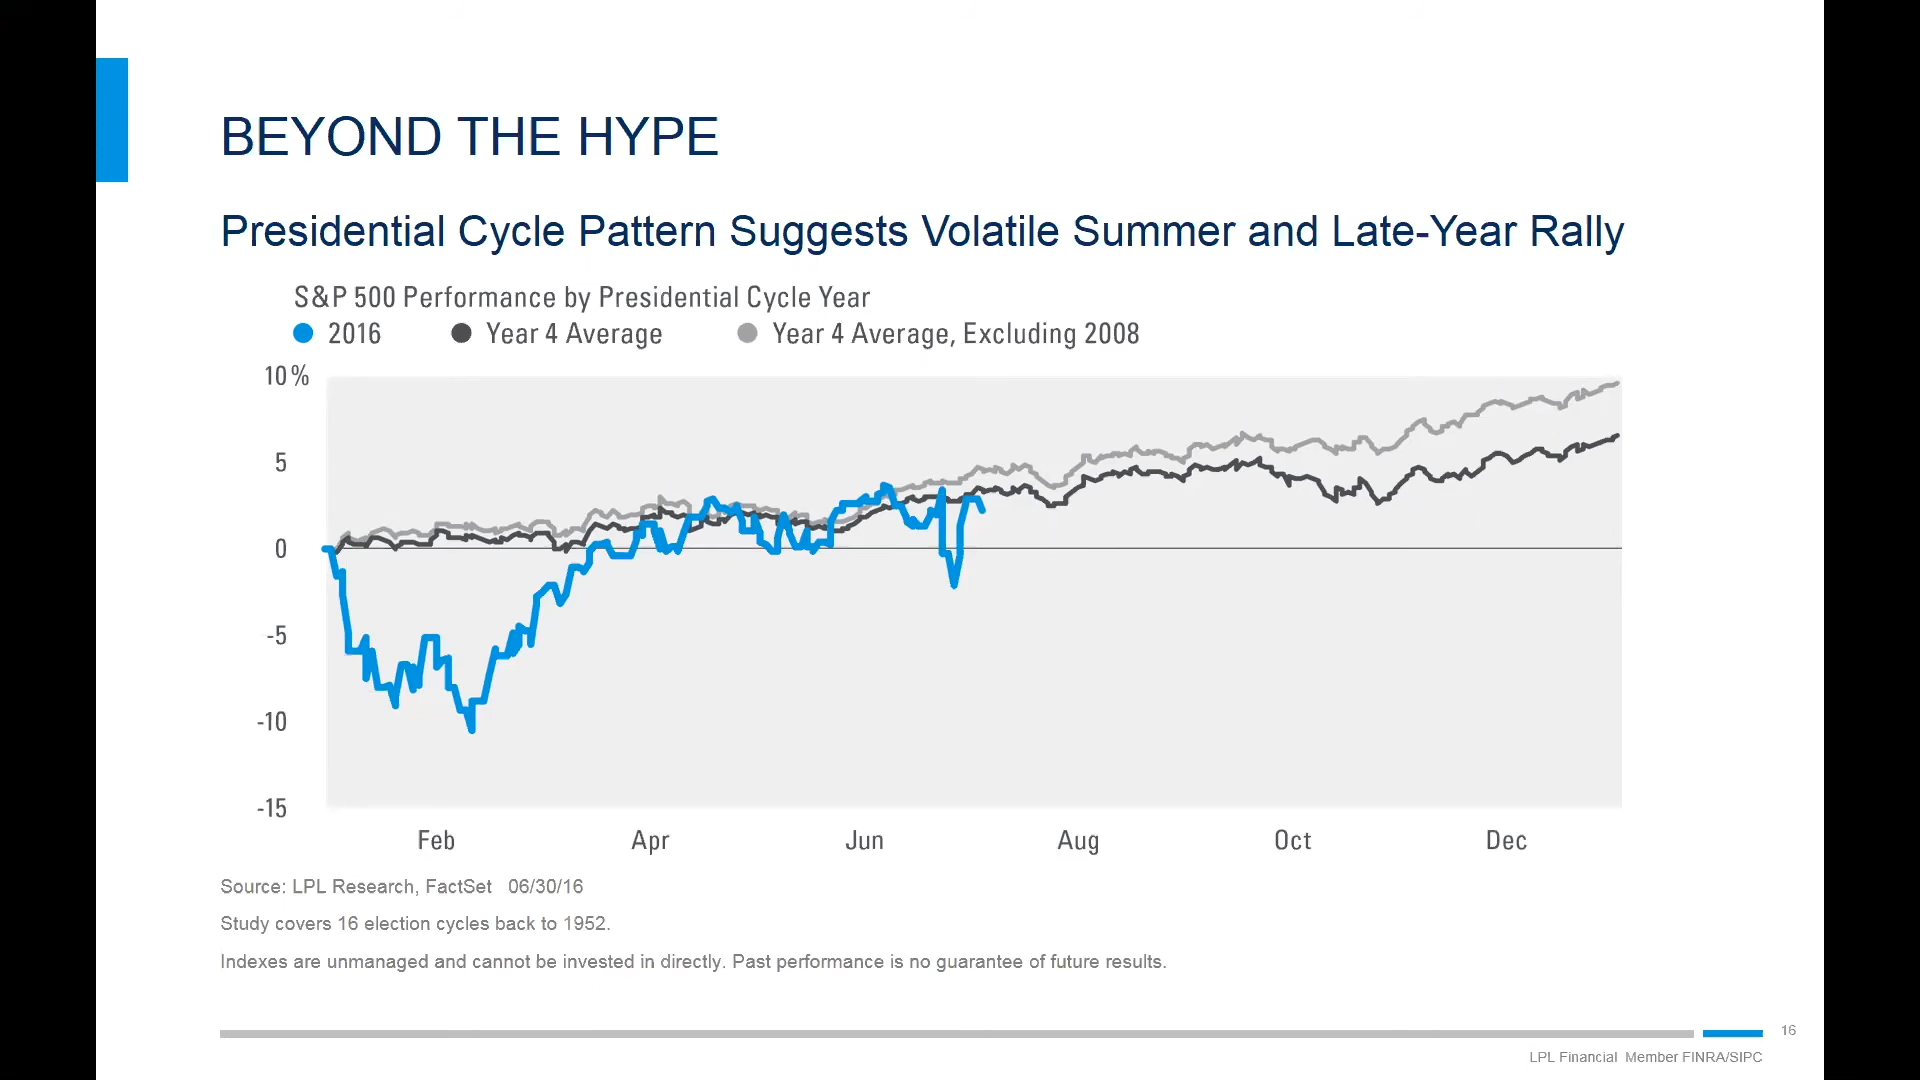 BEYOND THE HYPE
Presidential Cycle Pattern Suggests Volatile Summer and Late-Year Rally
S&P 500 Performance by Presidential Cycle Year
2016 Year 4 Average Year 4 Average, Excluding 2008
10%
5
0
-5
-10
-15
Feb Apr Jun Aug Oct Dec
Source: LPL Research, FactSet 06/30/16
Study covers 16 election cycles back to 1952.
Indexes are unmanaged and cannot be invested in directly. Past performance is no guarantee of future results.
16
LPL Financial Member FINRA/SIPC